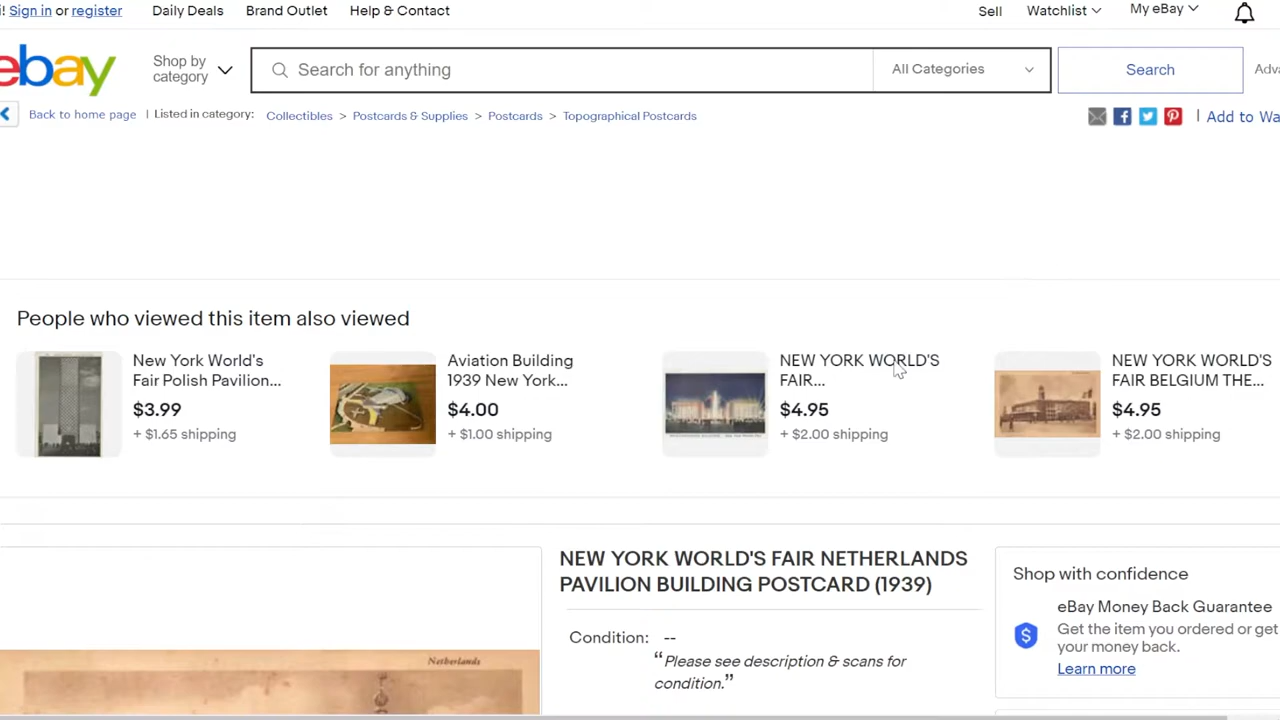 ! Sign in or register Daily Deals Brand Outlet Help & Contact Sell Watchlist My eBay
ebay Shop by category Search for anything All Categories Search
Back to home page | Listed in category: Collectibles > Postcards & Supplies > Postcards > Topographical Postcards | Add to
People who viewed this item also viewed
New York World's
Fair Polish Pavilion...
$3.99
+ $1.65 shipping
Aviation Building
1939 New York...
$4.00
+ $1.00 shipping
NEW YORK WORLD'S
FAIR...
$4.95
+ $2.00 shipping
NEW YORK WORLD'S
FAIR BELGIUM THE...
$4.95
+ $2.00 shipping
Netherlands
NEW YORK WORLD'S FAIR NETHERLANDS
PAVILION BUILDING POSTCARD (1939)
Condition: --
“Please see description & scans for
condition.”
Shop with confidence
eBay Money Back Guarantee
Get the item you ordered or get
your money back.
Learn more